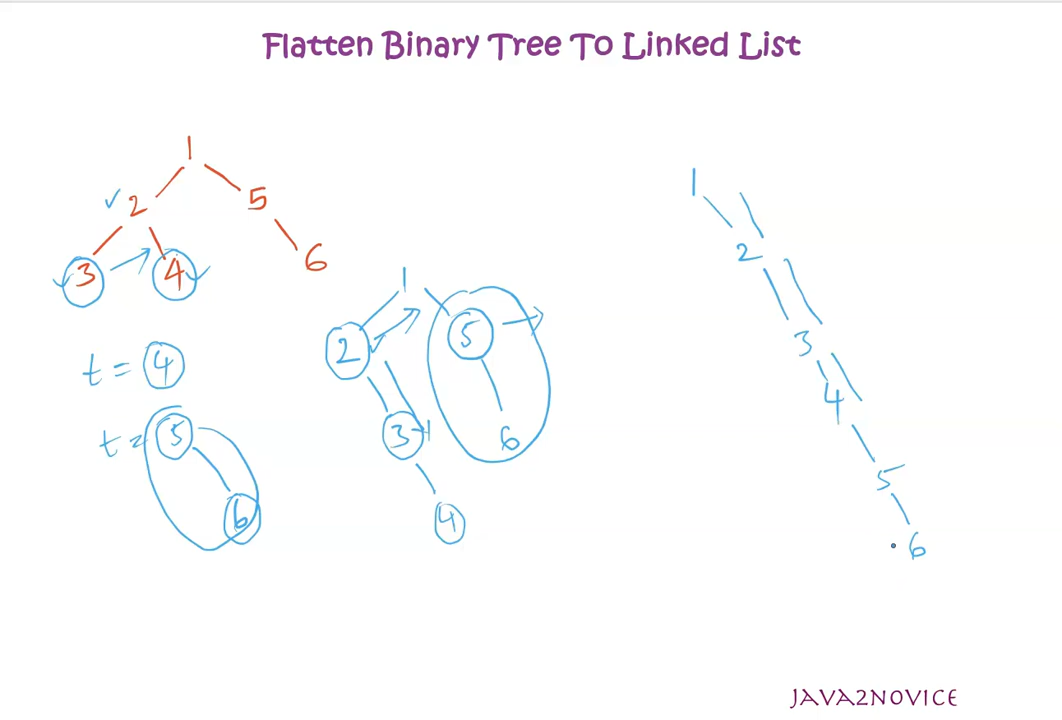 Flatten Binary Tree To Linked List
1
2 5
3 4 6
t = 4
t = 5
6
1
2 5
3 6
4
1
2
3
4
5
6
JAVA2NOVICE